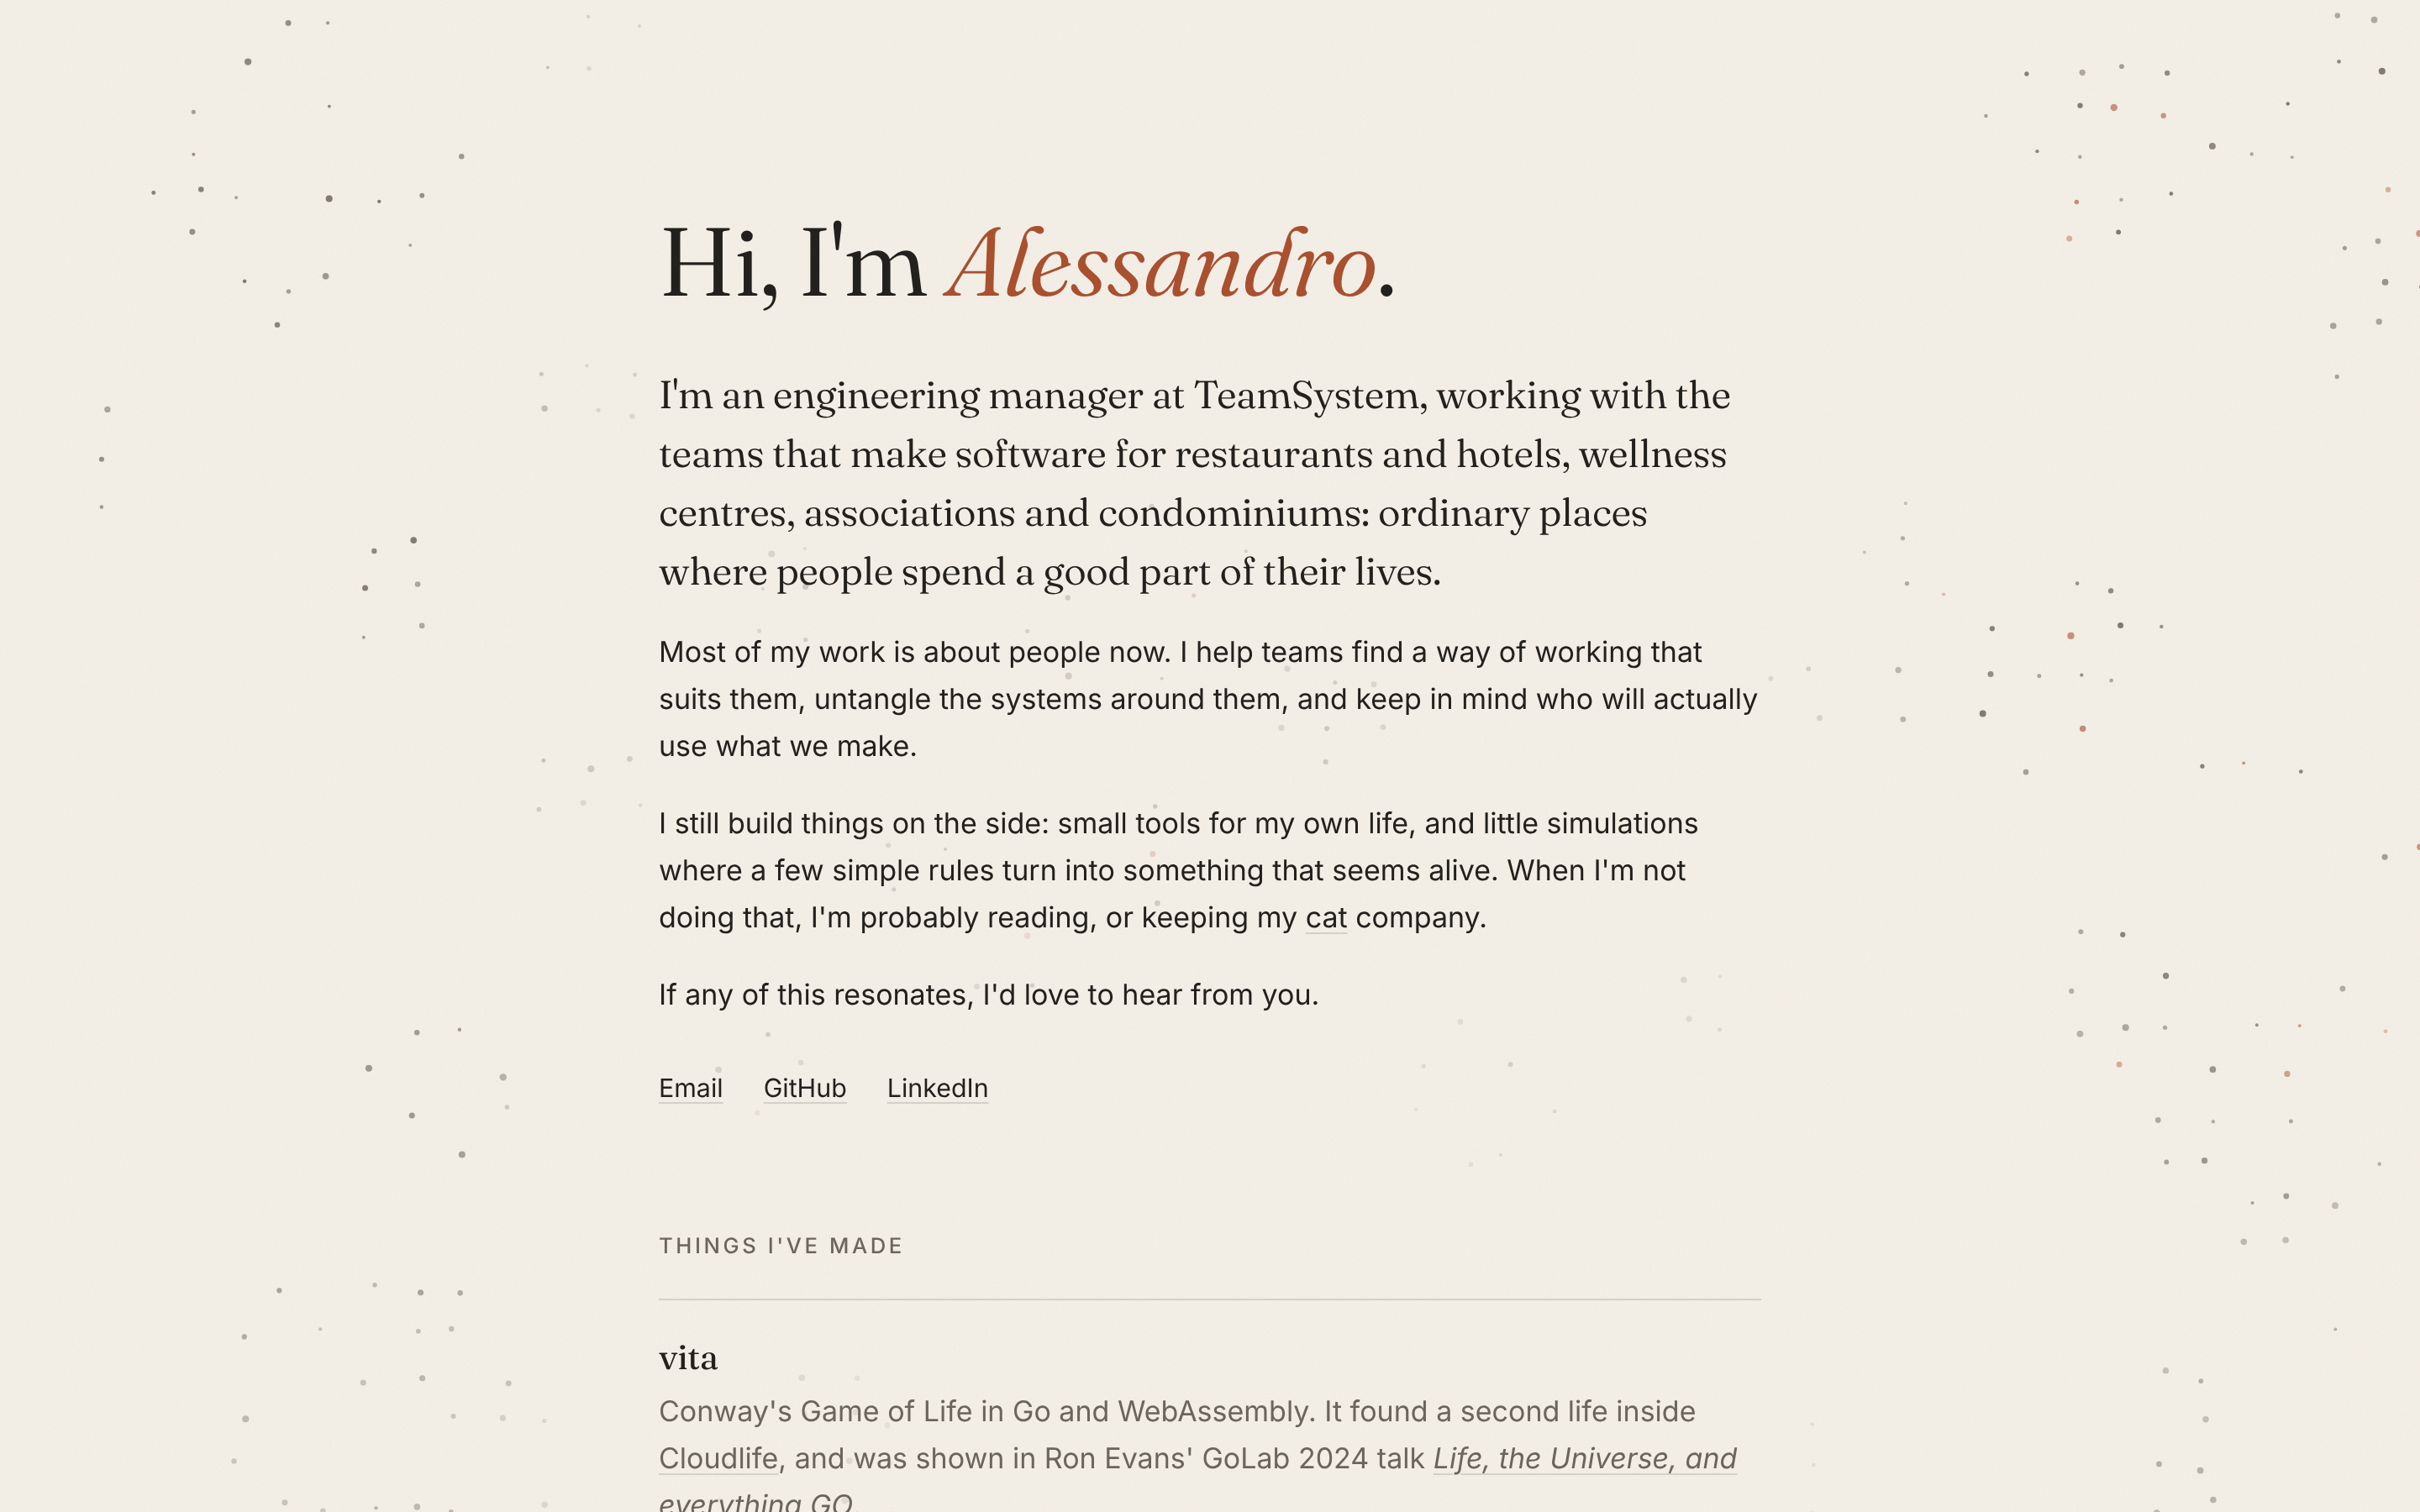 Hi, I'm Alessandro.
I'm an engineering manager at TeamSystem, working with the
teams that make software for restaurants and hotels, wellness
centres, associations and condominiums: ordinary places
where people spend a good part of their lives.
Most of my work is about people now. I help teams find a way of working that
suits them, untangle the systems around them, and keep in mind who will actually
use what we make.
I still build things on the side: small tools for my own life, and little simulations
where a few simple rules turn into something that seems alive. When I'm not
doing that, I'm probably reading, or keeping my cat company.
If any of this resonates, I'd love to hear from you.
Email GitHub LinkedIn
THINGS I'VE MADE
vita
Conway's Game of Life in Go and WebAssembly. It found a second life inside
Cloudlife, and was shown in Ron Evans' GoLab 2024 talk Life, the Universe, and
everything GO.